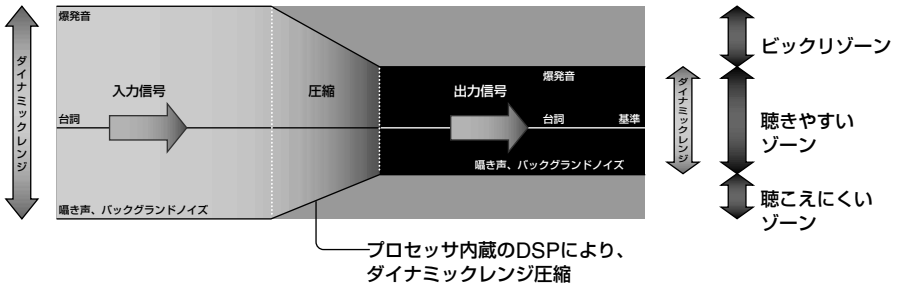 爆発音
ダイナミックレンジ
入力信号
圧縮
出力信号
爆発音
台詞
台詞
基準
囁き声、バックグランドノイズ
囁き声、バックグランドノイズ
ダイナミックレンジ
ビックリゾーン
聴きやすい
ゾーン
聴こえにくい
ゾーン
プロセッサ内蔵のDSPにより、
ダイナミックレンジ圧縮